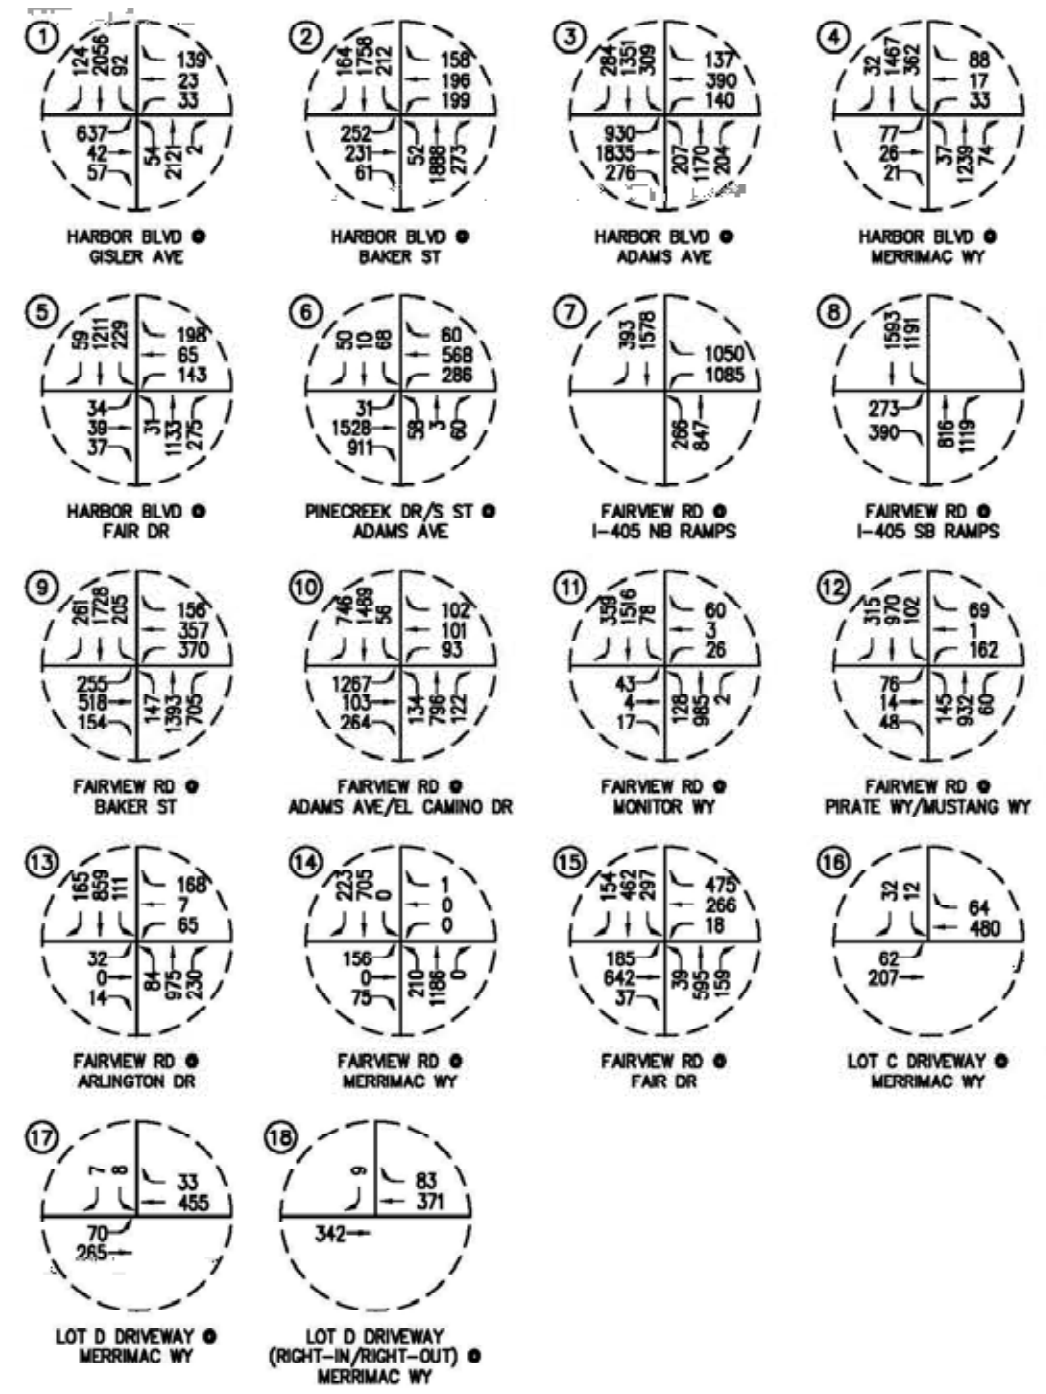 1
124 2056 92
139
23
33
637
42
57
54 2121 2
HARBOR BLVD @
GISLER AVE
2
164 1758 212
158
196
199
252
231
61
52 1888 273
HARBOR BLVD @
BAKER ST
3
284 1351 309
137
390
140
930
1835
276
207 1170 204
HARBOR BLVD @
ADAMS AVE
4
32 1467 362
88
17
33
77
26
21
37 1239 74
HARBOR BLVD @
MERRIMAC WY
5
59 1211 229
198
65
143
34
39
37
31 1133 275
HARBOR BLVD @
FAIR DR
6
50 10 68
60
568
286
31
1528
911
58 3 60
PINECREEK DR/S ST @
ADAMS AVE
7
393 1578
1050
1085
266 847
FAIRVIEW RD @
I-405 NB RAMPS
8
1593 1191
273
390
816 1119
FAIRVIEW RD @
I-405 SB RAMPS
9
261 1728 205
156
357
370
255
518
154
147 1393 705
FAIRVIEW RD @
BAKER ST
10
746 1489 56
102
101
93
1267
103
264
134 796 122
FAIRVIEW RD @
ADAMS AVE/EL CAMINO DR
11
359 1516 78
60
3
26
43
4
17
128 985 2
FAIRVIEW RD @
MONITOR WY
12
315 970 102
69
1
162
76
14
48
145 932 60
FAIRVIEW RD @
PIRATE WY/MUSTANG WY
13
165 859 111
168
7
65
32
0
14
84 975 230
FAIRVIEW RD @
ARLINGTON DR
14
223 705 0
1
0
0
156
0
75
210 1186 0
FAIRVIEW RD @
MERRIMAC WY
15
154 462 297
475
266
18
185
642
37
39 595 159
FAIRVIEW RD @
FAIR DR
16
32 12
64
480
62
207
LOT C DRIVEWAY @
MERRIMAC WY
17
7 8
33
455
70
265
LOT D DRIVEWAY @
MERRIMAC WY
18
9
83
371
342
LOT D DRIVEWAY
(RIGHT-IN/RIGHT-OUT) @
MERRIMAC WY